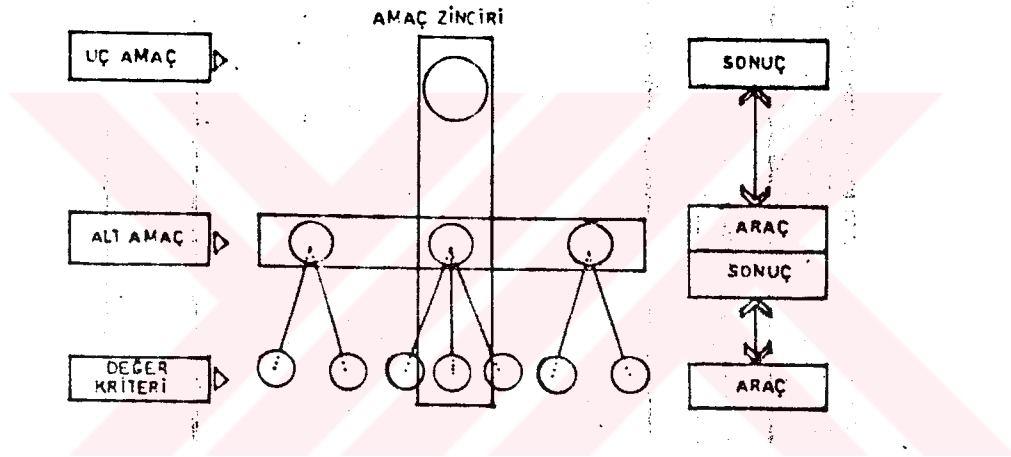 AMAÇ ZİNCİRİ
UÇ AMAÇ
SONUÇ
ALT AMAÇ
ARAÇ
SONUÇ
DEĞER
KRİTERİ
ARAÇ